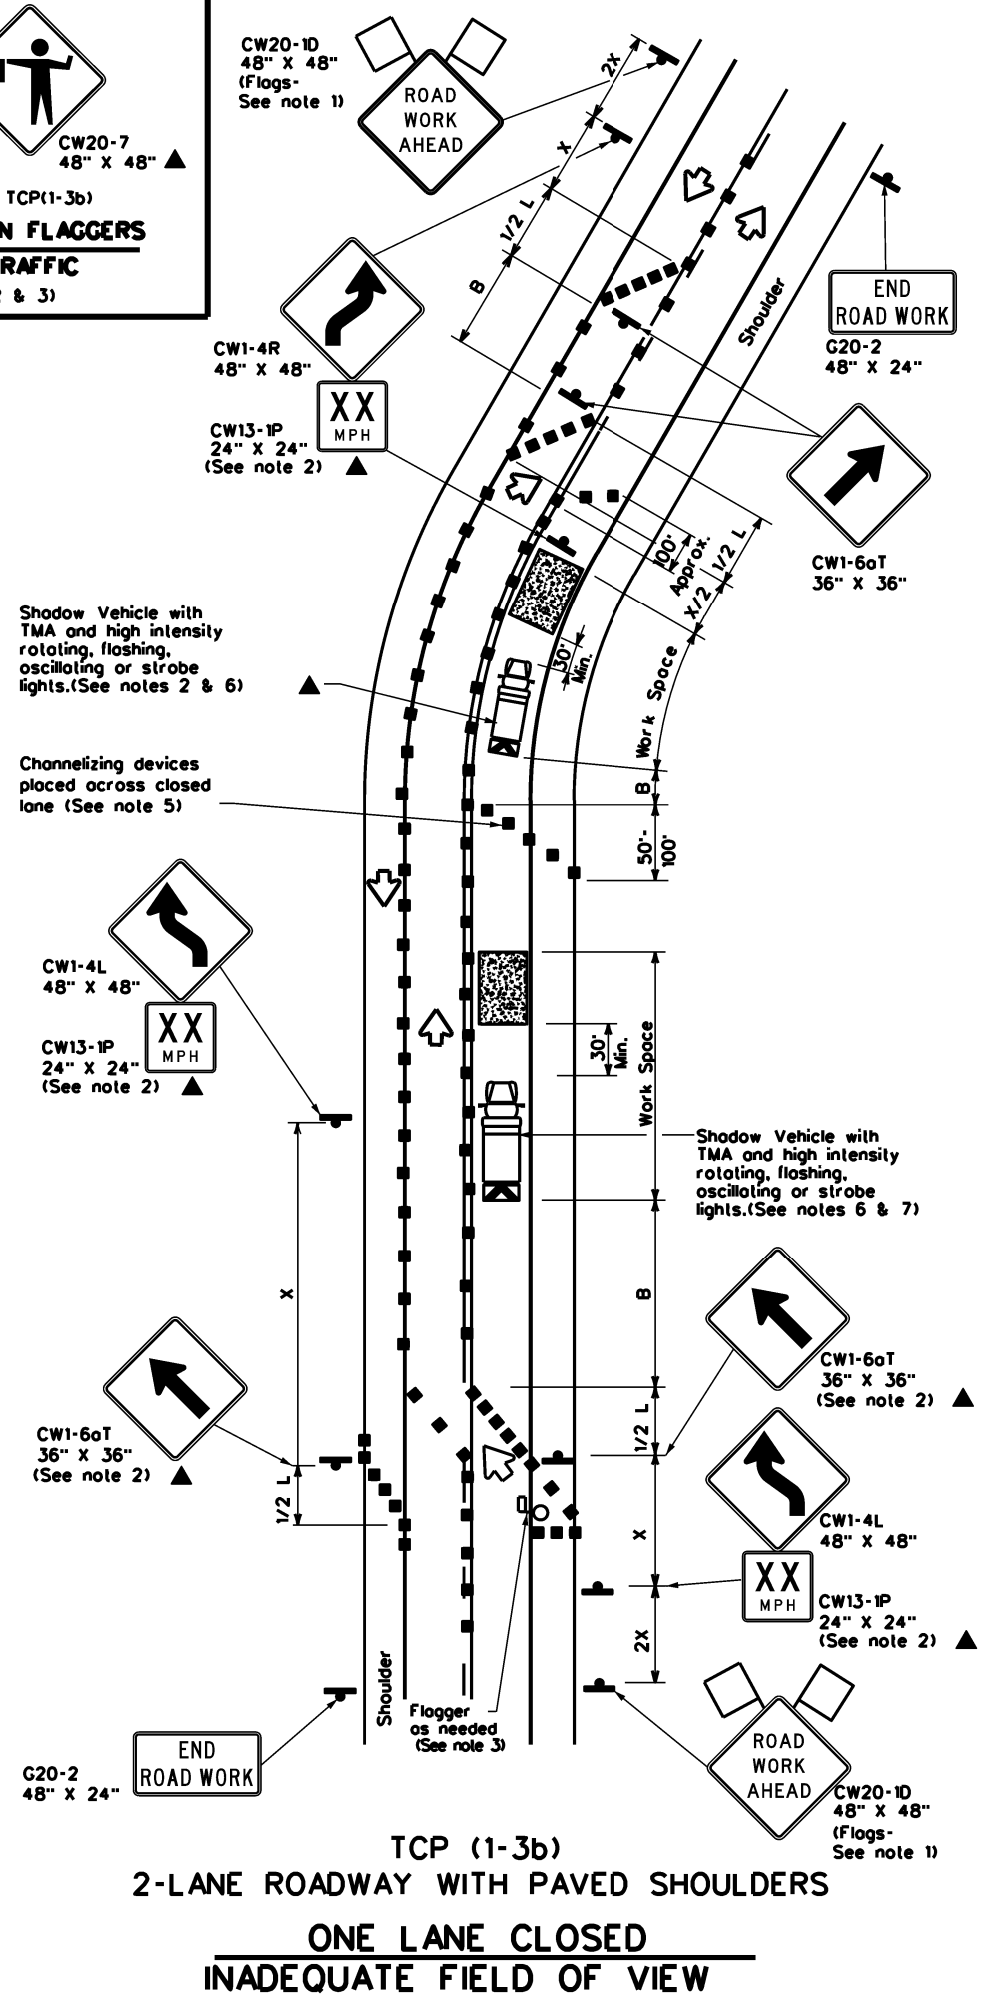 CW20-7
48" X 48"
TCP(1-3b)
N FLAGGERS
RAFFIC
& 3)
CW20-1D
48" X 48"
(Flags-
See note 1)
ROAD
WORK
AHEAD
2X
X
1/2 L
B
CW1-4R
48" X 48"
XX
MPH
CW13-1P
24" X 24"
(See note 2)
Shoulder
END
ROAD WORK
G20-2
48" X 24"
CW1-6aT
36" X 36"
100'
Approx.
1/2 L
X/2
Work Space
B
30'
Min.
Shadow Vehicle with
TMA and high intensity
rotating, flashing,
oscillating or strobe
lights.(See notes 2 & 6)
Channelizing devices
placed across closed
lane (See note 5)
50'-
100'
CW1-4L
48" X 48"
XX
MPH
CW13-1P
24" X 24"
(See note 2)
30'
Min.
Work Space
Shadow Vehicle with
TMA and high intensity
rotating, flashing,
oscillating or strobe
lights.(See notes 6 & 7)
X
B
CW1-6aT
36" X 36"
(See note 2)
1/2 L
1/2 L
CW1-6aT
36" X 36"
(See note 2)
X
CW1-4L
48" X 48"
XX
MPH
CW13-1P
24" X 24"
(See note 2)
2X
Shoulder
Flagger
as needed
(See note 3)
END
ROAD WORK
G20-2
48" X 24"
ROAD
WORK
AHEAD
CW20-1D
48" X 48"
(Flags-
See note 1)
TCP (1-3b)
2-LANE ROADWAY WITH PAVED SHOULDERS
ONE LANE CLOSED
INADEQUATE FIELD OF VIEW